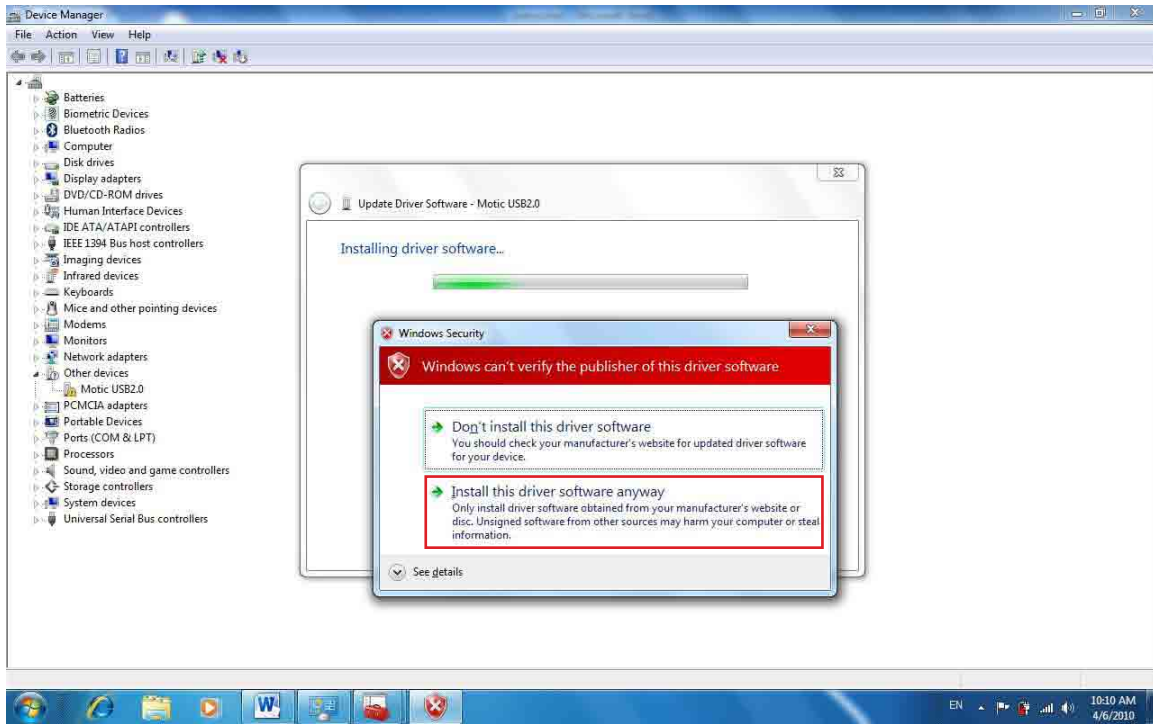 Device Manager
File Action View Help
Batteries
Biometric Devices
Bluetooth Radios
Computer
Disk drives
Display adapters
DVD/CD-ROM drives
Human Interface Devices
IDE ATA/ATAPI controllers
IEEE 1394 Bus host controllers
Imaging devices
Infrared devices
Keyboards
Mice and other pointing devices
Modems
Monitors
Network adapters
Other devices
Motic USB2.0
PCMCIA adapters
Portable Devices
Ports (COM & LPT)
Processors
Sound, video and game controllers
Storage controllers
System devices
Universal Serial Bus controllers
Update Driver Software - Motic USB2.0
Installing driver software...
Windows Security
Windows can't verify the publisher of this driver software
Don't install this driver software
You should check your manufacturer's website for updated driver software
for your device.
Install this driver software anyway
Only install driver software obtained from your manufacturer's website or
disc. Unsigned software from other sources may harm your computer or steal
information.
See details
EN
10:10 AM
4/6/2010